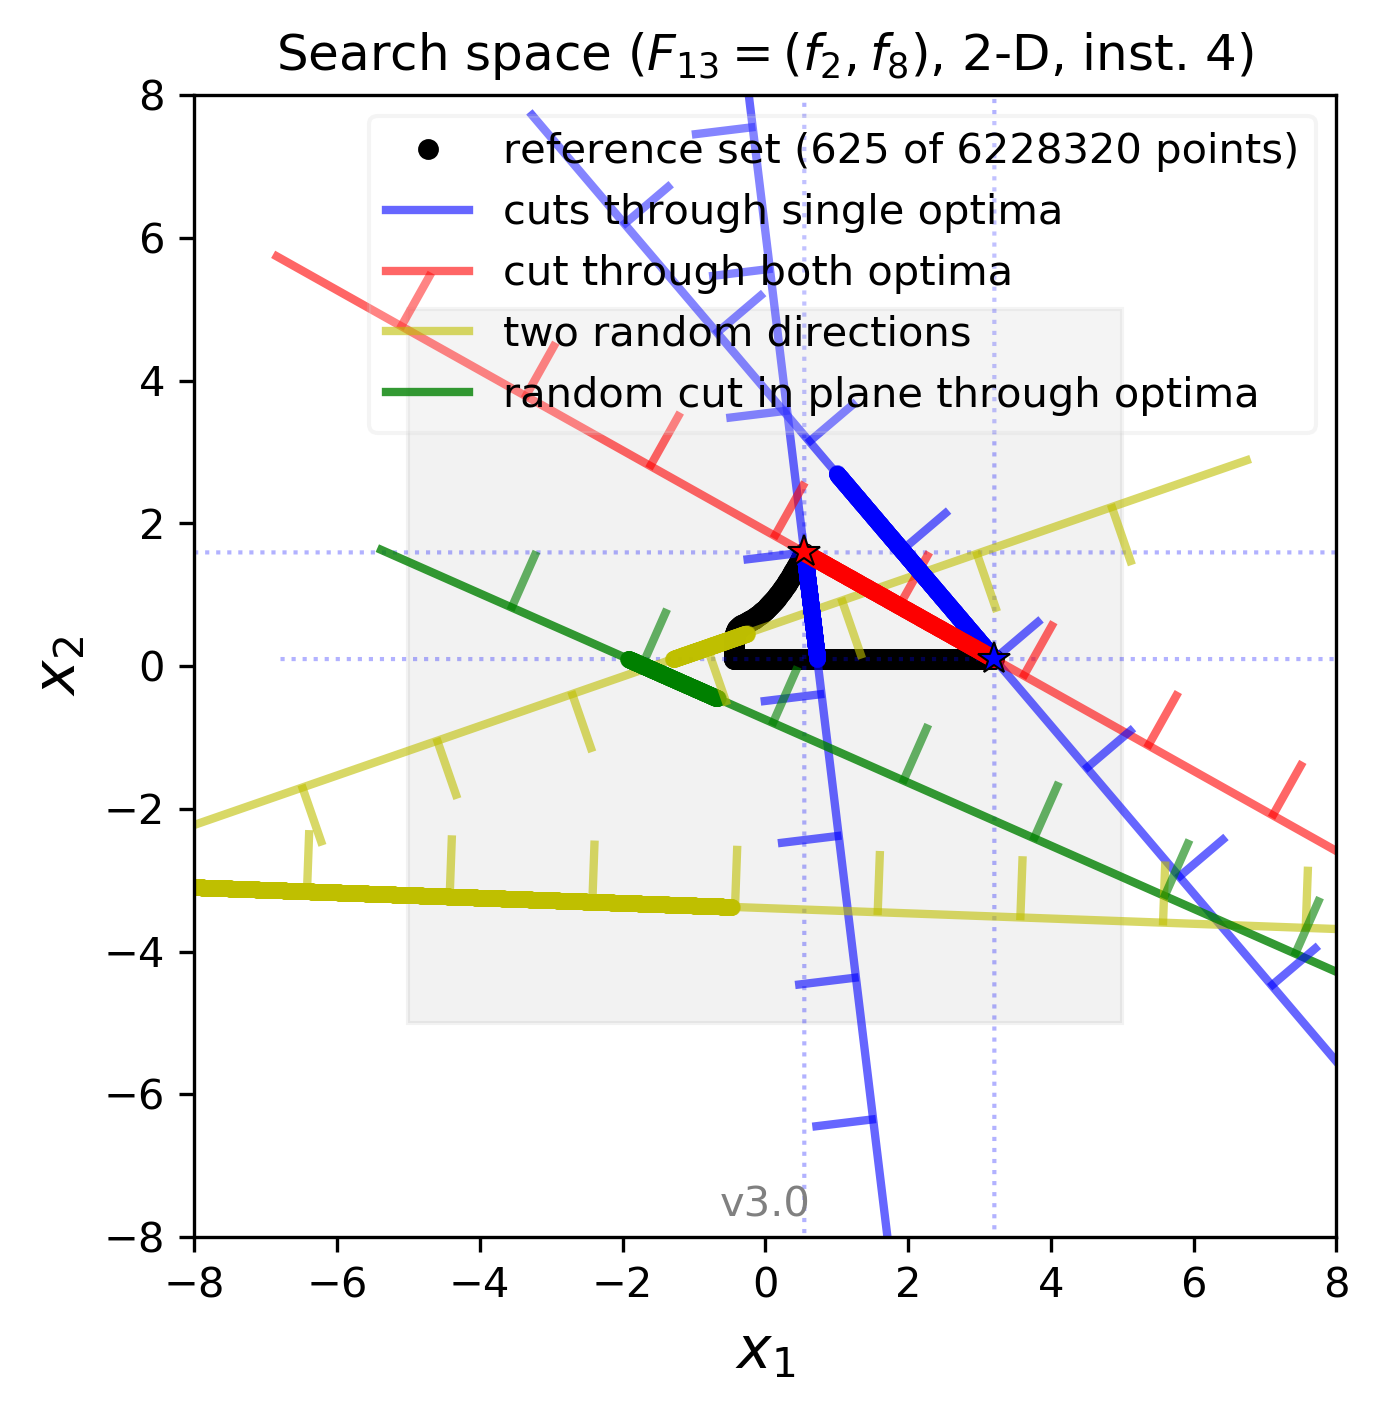 Search space (F₁₃ = (f₂, f₈), 2-D, inst. 4)
reference set (625 of 6228320 points)
cuts through single optima
cut through both optima
two random directions
random cut in plane through optima
8
6
4
2
0
−2
−4
−6
−8
x₂
v3.0
−8 −6 −4 −2 0 2 4 6 8
x₁